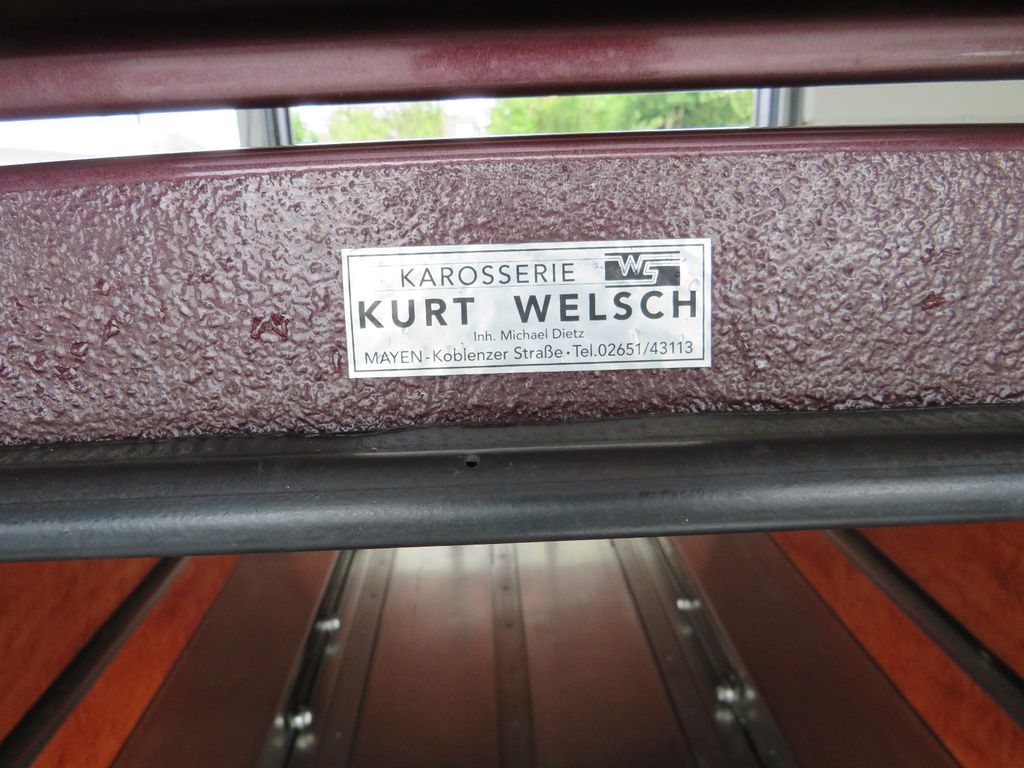 KAROSSERIE WS
KURT WELSCH
Inh. Michael Dietz
MAYEN-Koblenzer Straße·Tel.02651/43113